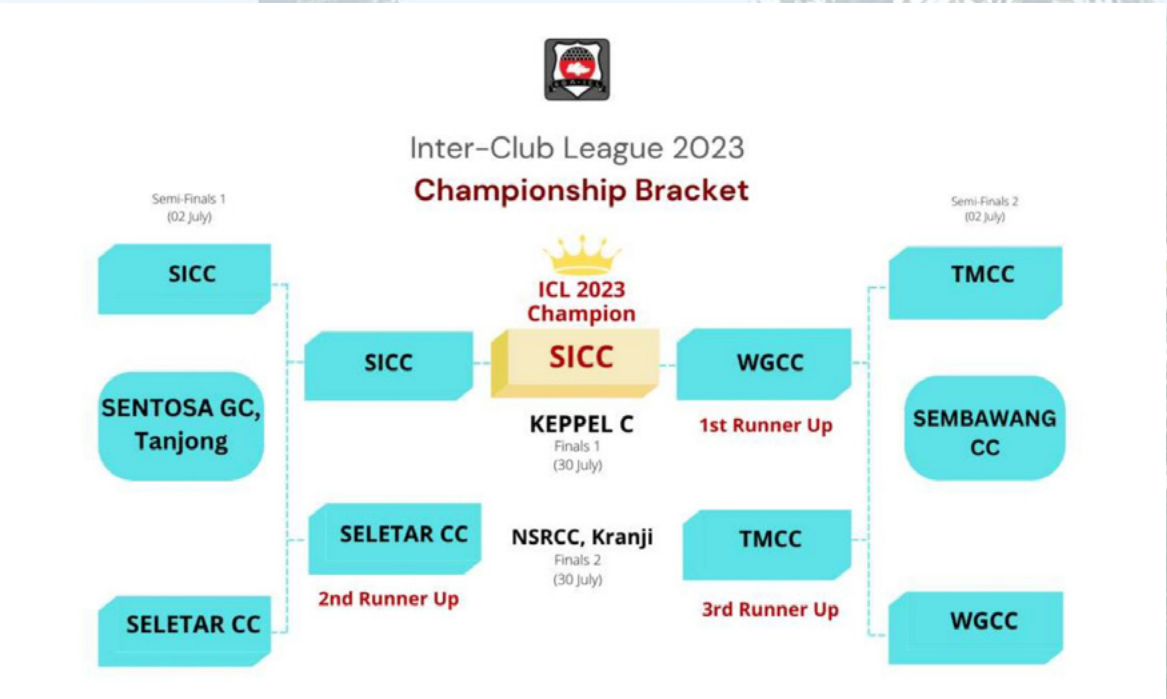 Inter-Club League 2023
Championship Bracket
Semi-Finals 1
(02 July)
Semi-Finals 2
(02 July)
SICC
TMCC
ICL 2023
Champion
SICC
SICC
WGCC
SENTOSA GC,
Tanjong
KEPPEL C
Finals 1
(30 July)
1st Runner Up
SEMBAWANG
CC
SELETAR CC
NSRCC, Kranji
Finals 2
(30 July)
TMCC
2nd Runner Up
3rd Runner Up
SELETAR CC
WGCC